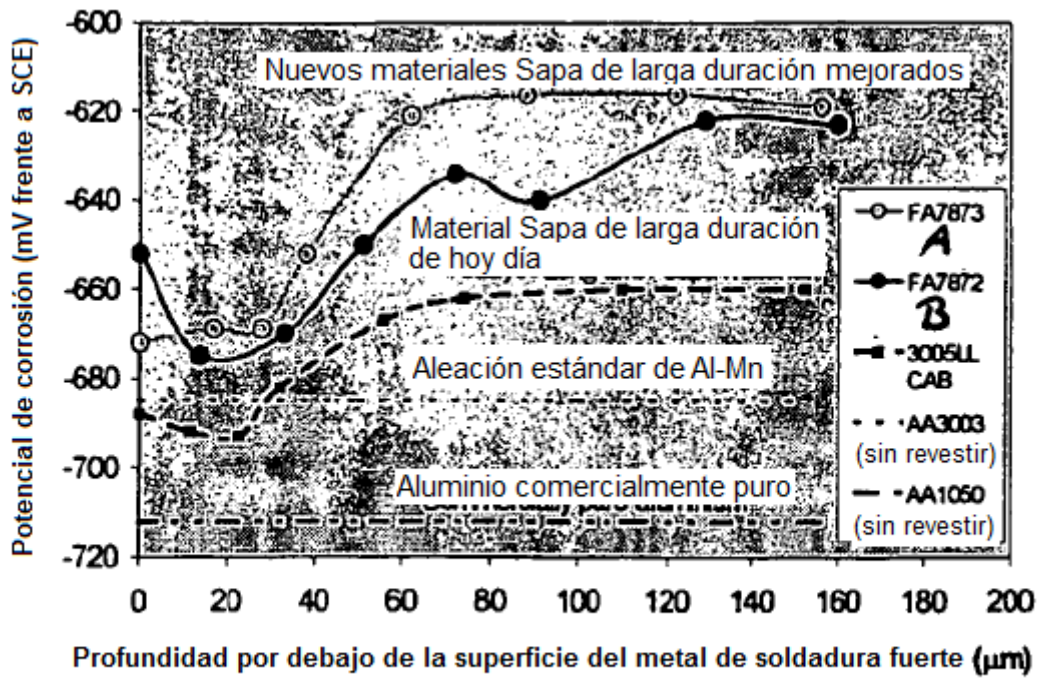 Potencial de corrosión (mV frente a SCE)
-600
-620
-640
-660
-680
-700
-720
Nuevos materiales Sapa de larga duración mejorados
Material Sapa de larga duración
de hoy día
Aleación estándar de Al-Mn
Aluminio comercialmente puro
FA7873
A
FA7872
B
3005LL
CAB
AA3003
(sin revestir)
AA1050
(sin revestir)
0 20 40 60 80 100 120 140 160 180 200
Profundidad por debajo de la superficie del metal de soldadura fuerte (μm)